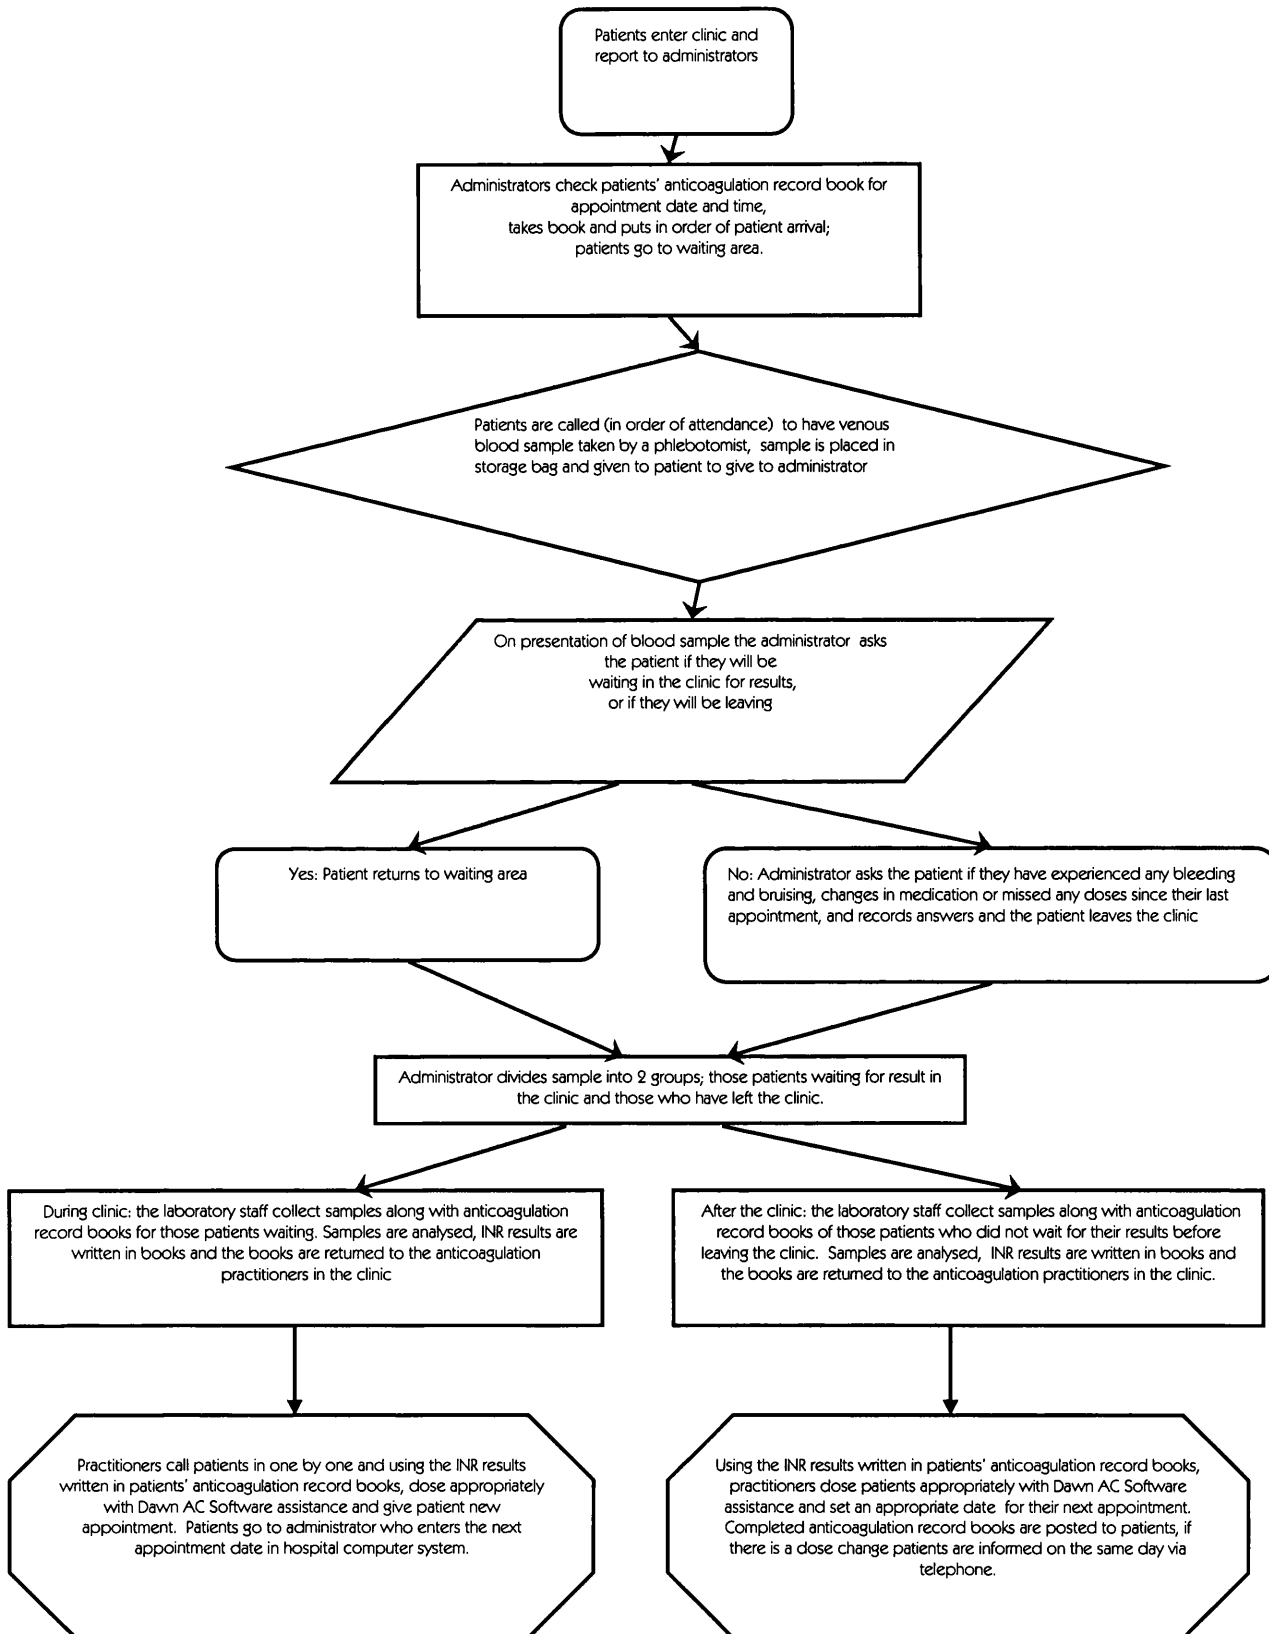 Patients enter clinic and
report to administrators
Administrators check patients' anticoagulation record book for
appointment date and time,
takes book and puts in order of patient arrival;
patients go to waiting area.
Patients are called (in order of attendance) to have venous
blood sample taken by a phlebotomist, sample is placed in
storage bag and given to patient to give to administrator
On presentation of blood sample the administrator asks
the patient if they will be
waiting in the clinic for results,
or if they will be leaving
Yes: Patient returns to waiting area
No: Administrator asks the patient if they have experienced any bleeding
and bruising, changes in medication or missed any doses since their last
appointment, and records answers and the patient leaves the clinic
Administrator divides sample into 2 groups; those patients waiting for result in
the clinic and those who have left the clinic.
During clinic: the laboratory staff collect samples along with anticoagulation
record books for those patients waiting. Samples are analysed, INR results are
written in books and the books are returned to the anticoagulation
practitioners in the clinic
After the clinic: the laboratory staff collect samples along with anticoagulation
record books of those patients who did not wait for their results before
leaving the clinic. Samples are analysed, INR results are written in books and
the books are returned to the anticoagulation practitioners in the clinic.
Practitioners call patients in one by one and using the INR results
written in patients' anticoagulation record books, dose appropriately
with Dawn AC Software assistance and give patient new
appointment. Patients go to administrator who enters the next
appointment date in hospital computer system.
Using the INR results written in patients' anticoagulation record books,
practitioners dose patients appropriately with Dawn AC Software
assistance and set an appropriate date for their next appointment.
Completed anticoagulation record books are posted to patients, if
there is a dose change patients are informed on the same day via
telephone.